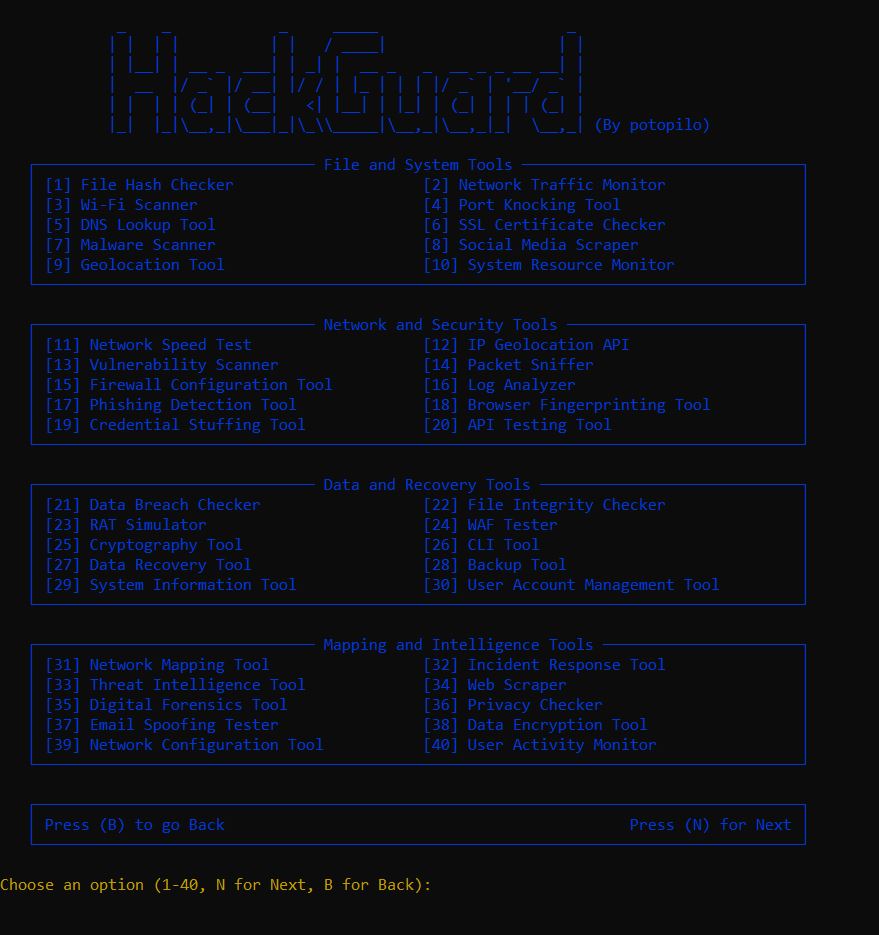 HackGuard (By potopilo)
File and System Tools
[1] File Hash Checker [2] Network Traffic Monitor
[3] Wi-Fi Scanner [4] Port Knocking Tool
[5] DNS Lookup Tool [6] SSL Certificate Checker
[7] Malware Scanner [8] Social Media Scraper
[9] Geolocation Tool [10] System Resource Monitor
Network and Security Tools
[11] Network Speed Test [12] IP Geolocation API
[13] Vulnerability Scanner [14] Packet Sniffer
[15] Firewall Configuration Tool [16] Log Analyzer
[17] Phishing Detection Tool [18] Browser Fingerprinting Tool
[19] Credential Stuffing Tool [20] API Testing Tool
Data and Recovery Tools
[21] Data Breach Checker [22] File Integrity Checker
[23] RAT Simulator [24] WAF Tester
[25] Cryptography Tool [26] CLI Tool
[27] Data Recovery Tool [28] Backup Tool
[29] System Information Tool [30] User Account Management Tool
Mapping and Intelligence Tools
[31] Network Mapping Tool [32] Incident Response Tool
[33] Threat Intelligence Tool [34] Web Scraper
[35] Digital Forensics Tool [36] Privacy Checker
[37] Email Spoofing Tester [38] Data Encryption Tool
[39] Network Configuration Tool [40] User Activity Monitor
Press (B) to go Back Press (N) for Next
Choose an option (1-40, N for Next, B for Back):